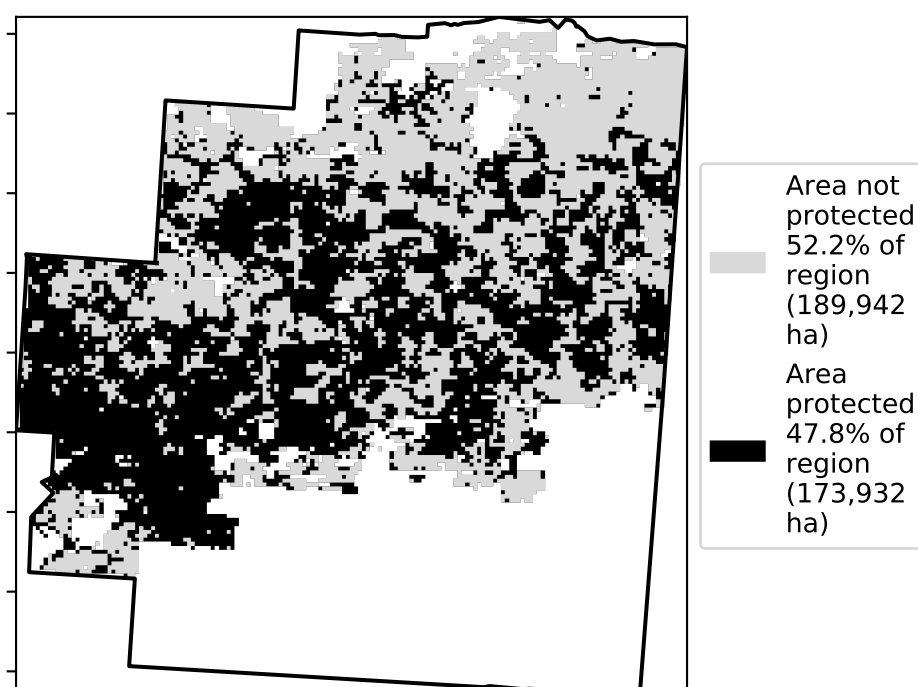 Area not
protected
52.2% of
region
(189,942
ha)
Area
protected
47.8% of
region
(173,932
ha)